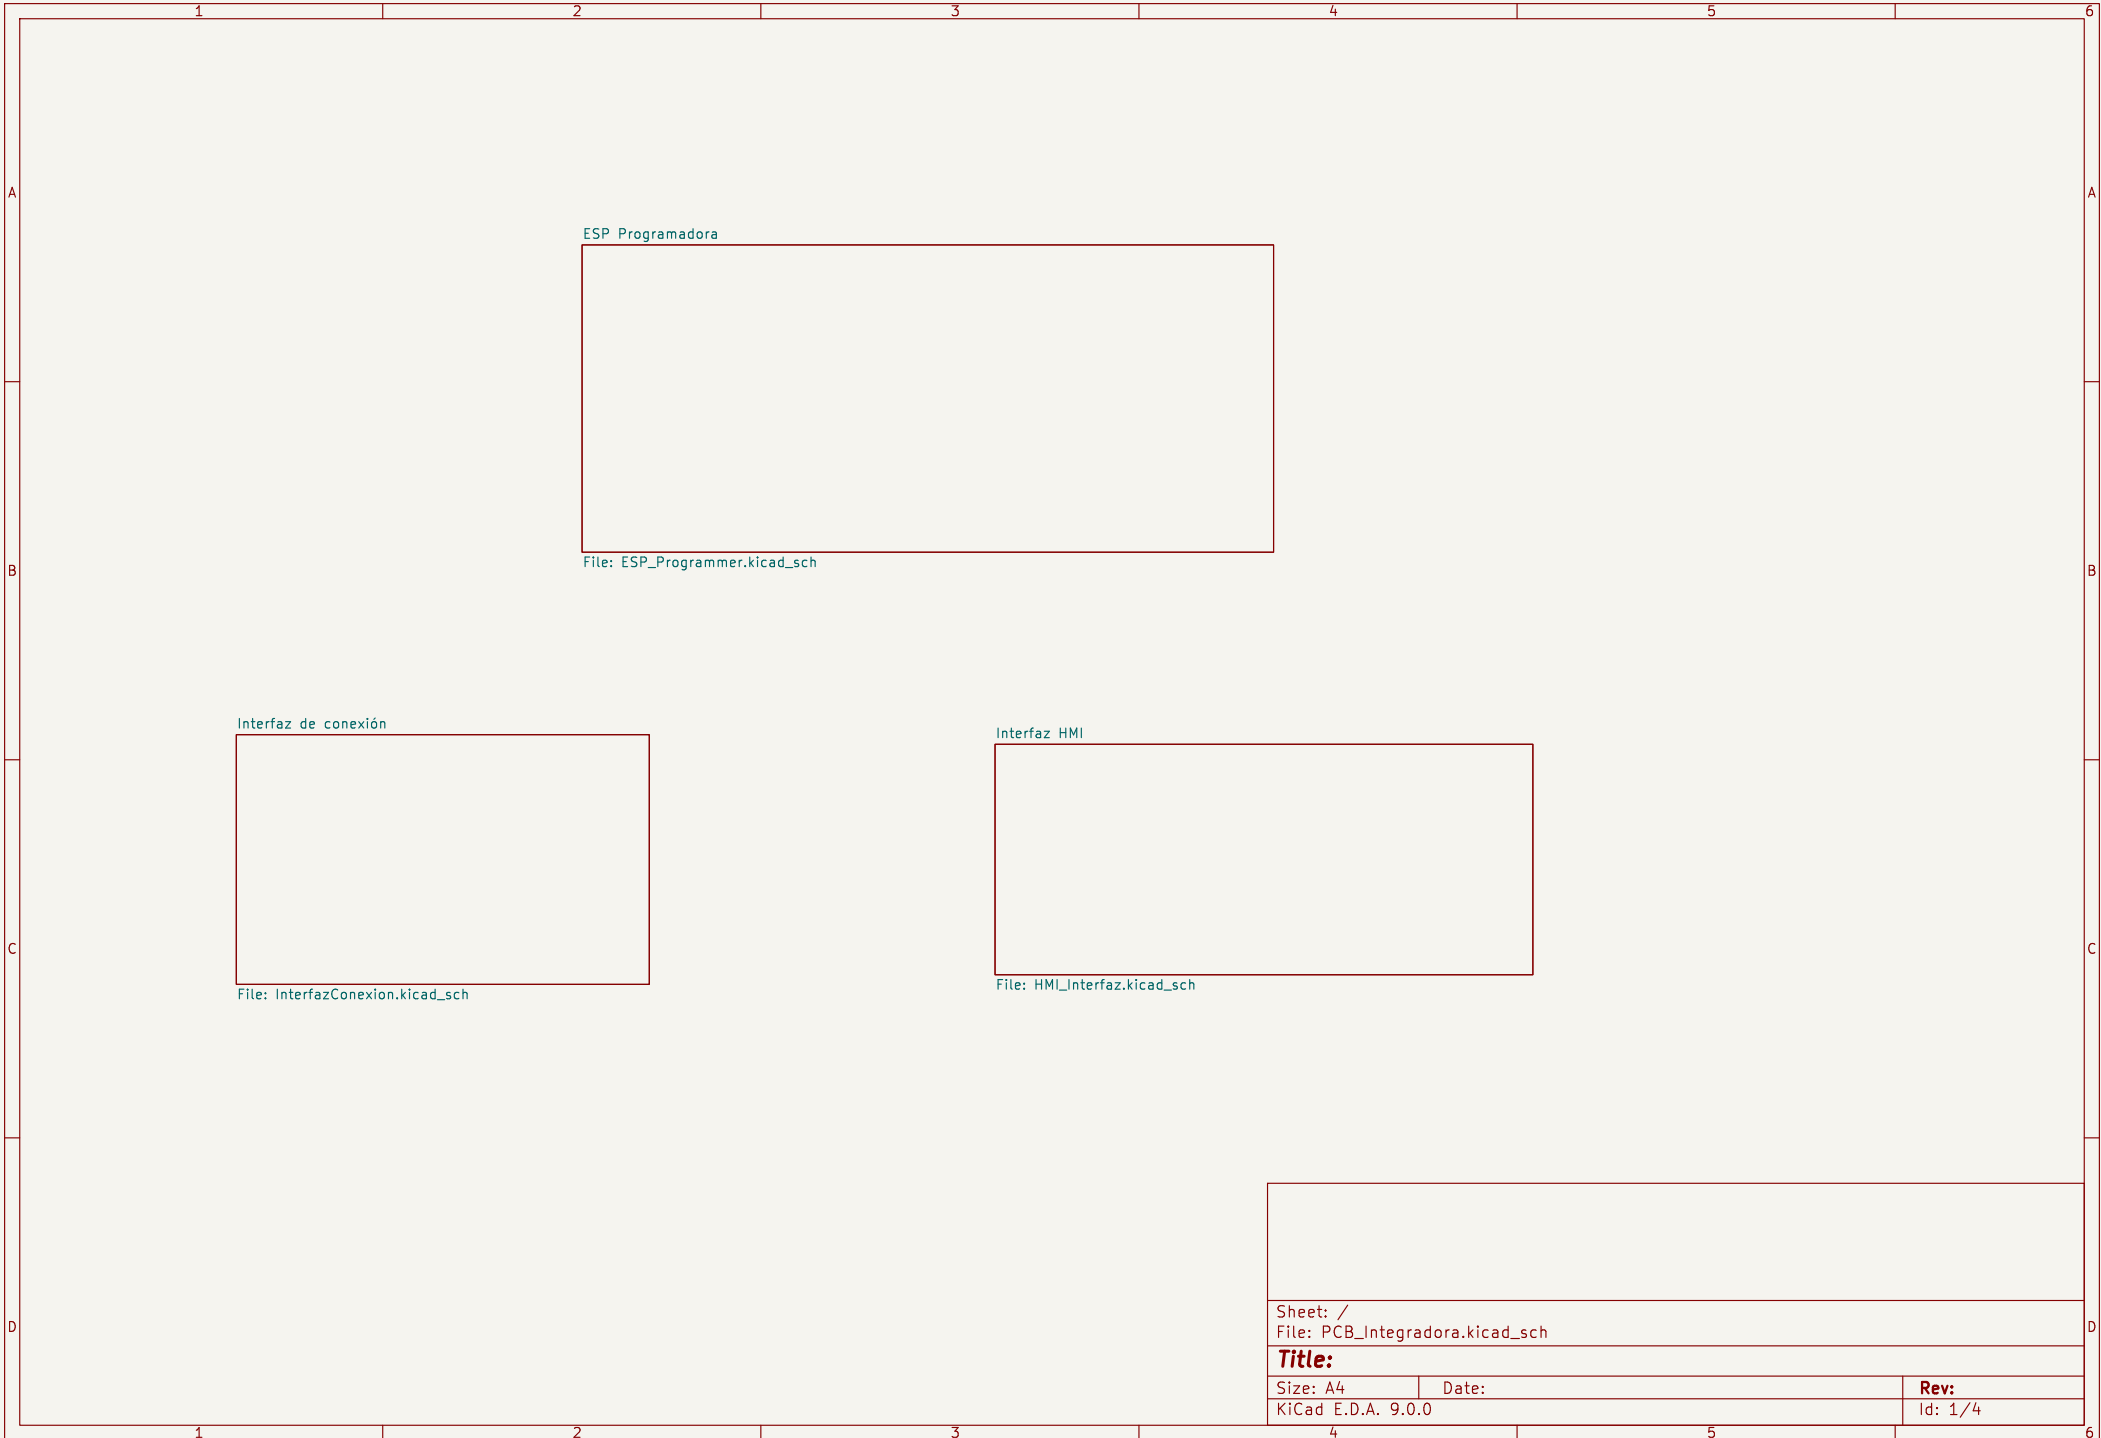 1 2 3 4 5 6
A A
ESP Programadora
File: ESP_Programmer.kicad_sch
B B
Interfaz de conexión
Interfaz HMI
C C
File: HMI_Interfaz.kicad_sch
File: InterfazConexion.kicad_sch
Sheet: /
File: PCB_Integradora.kicad_sch
D D
Title:
Size: A4 Date: Rev:
KiCad E.D.A. 9.0.0 Id: 1/4
1 2 3 4 5 6